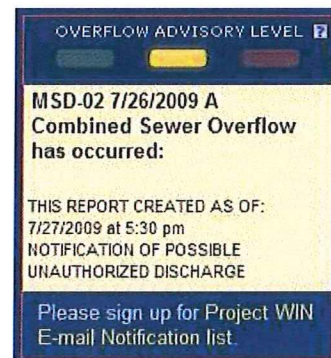 OVERFLOW ADVISORY LEVEL ?
MSD-02 7/26/2009 A
Combined Sewer Overflow
has occurred:
THIS REPORT CREATED AS OF:
7/27/2009 at 5:30 pm
NOTIFICATION OF POSSIBLE
UNAUTHORIZED DISCHARGE
Please sign up for Project WIN
E-mail Notification list.